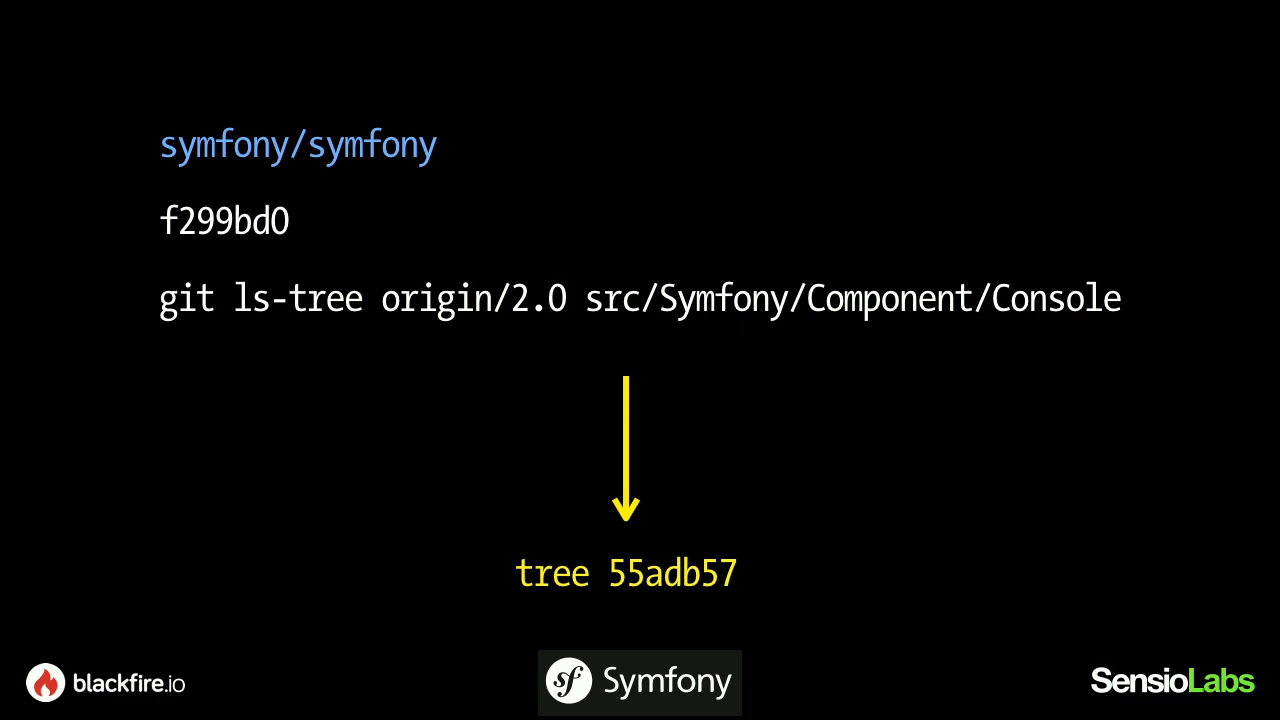 symfony/symfony
f299bd0
git ls-tree origin/2.0 src/Symfony/Component/Console
tree 55adb57
blackfire.io
sf Symfony
SensioLabs